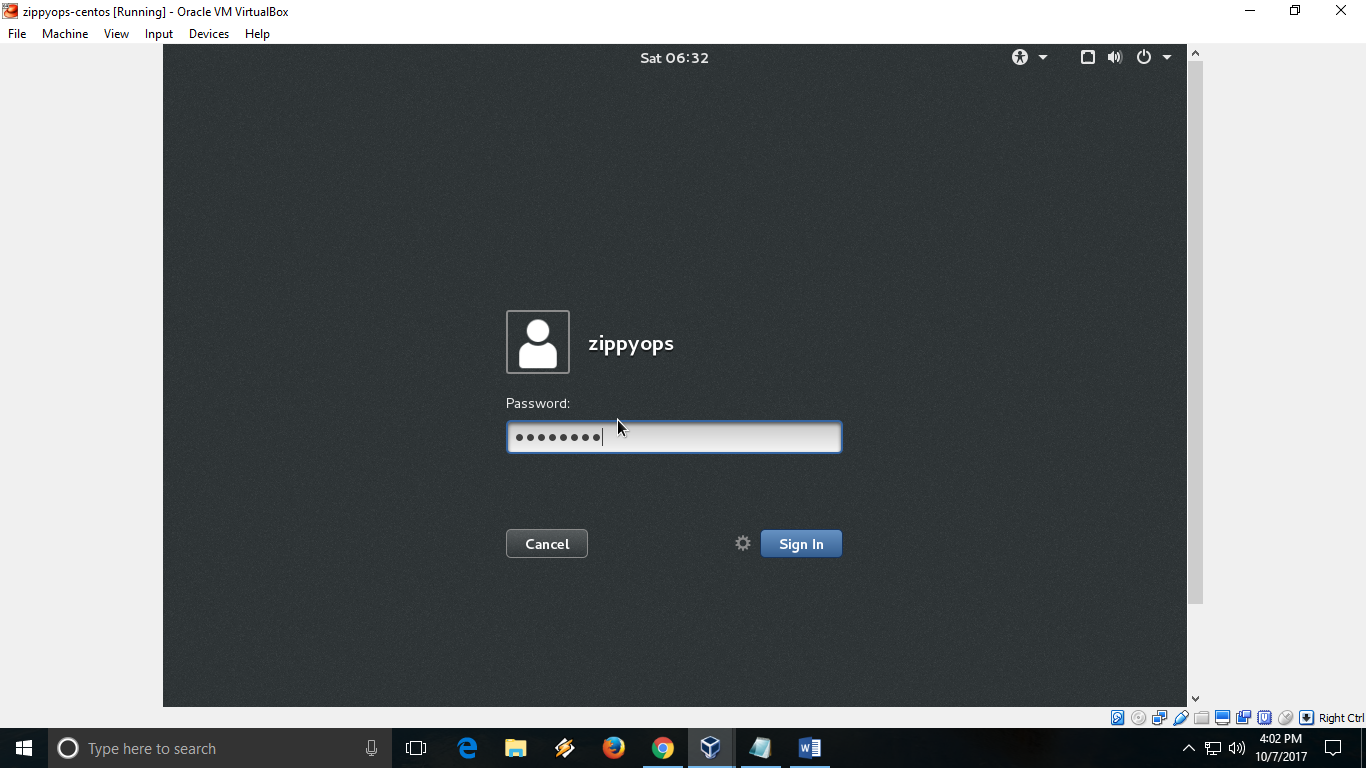 zippyops-centos [Running] - Oracle VM VirtualBox
File Machine View Input Devices Help
Sat 06:32
zippyops
Password:
Cancel
Sign In
Right Ctrl
Type here to search
4:02 PM
10/7/2017